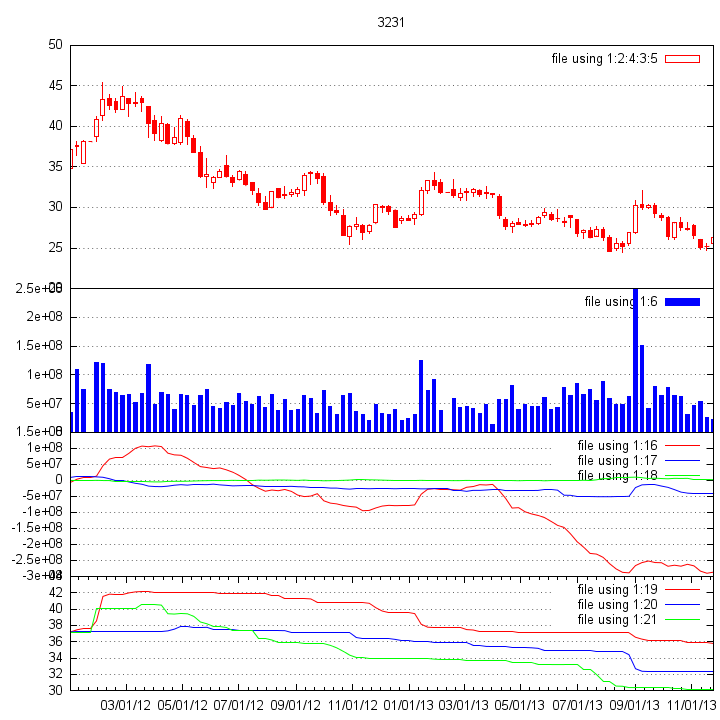 3231
50
file using 1:2:4:3:5
45
40
35
30
25
2.5e+08
file using 1:6
2e+08
1.5e+08
1e+08
5e+07
file using 1:16
1e+08
file using 1:17
5e+07
file using 1:18
0
-5e+07
-1e+08
-1.5e+08
-2e+08
-2.5e+08
-3e+08
42
file using 1:19
40
file using 1:20
file using 1:21
38
36
34
32
30
03/01/12 05/01/12 07/01/12 09/01/12 11/01/12 01/01/13 03/01/13 05/01/13 07/01/13 09/01/13 11/01/13